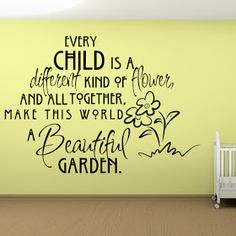 EVERY
CHILD IS A
different KIND OF flower,
AND ALL TOGETHER,
MAKE THIS WORLD
A Beautiful
GARDEN.